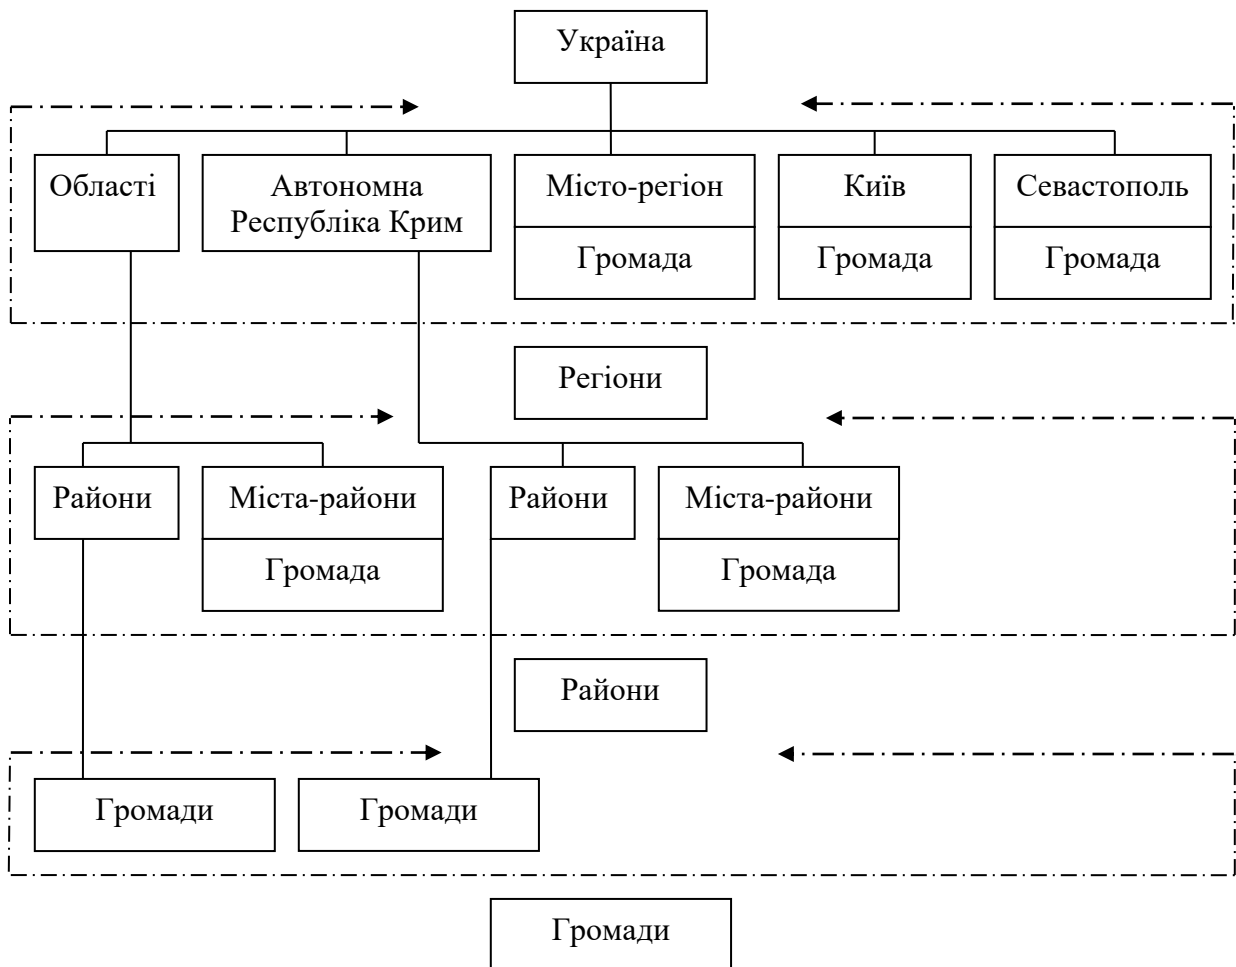 Україна
Області
Автономна
Республіка Крим
Місто-регіон
Громада
Київ
Громада
Севастополь
Громада
Регіони
Райони
Міста-райони
Громада
Райони
Міста-райони
Громада
Райони
Громади
Громади
Громади